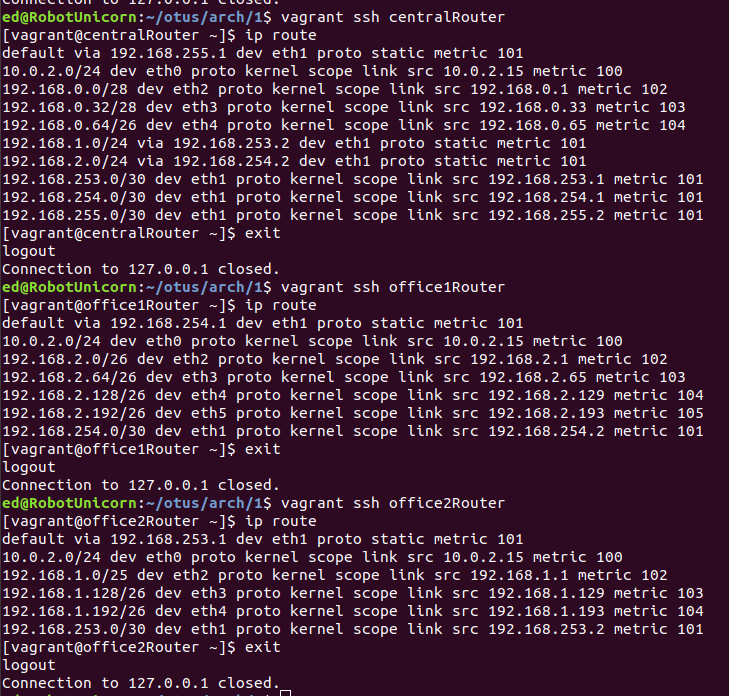 Connection to 127.0.0.1 closed.
ed@RobotUnicorn:~/otus/arch/1$ vagrant ssh centralRouter
[vagrant@centralRouter ~]$ ip route
default via 192.168.255.1 dev eth1 proto static metric 101
10.0.2.0/24 dev eth0 proto kernel scope link src 10.0.2.15 metric 100
192.168.0.0/28 dev eth2 proto kernel scope link src 192.168.0.1 metric 102
192.168.0.32/28 dev eth3 proto kernel scope link src 192.168.0.33 metric 103
192.168.0.64/26 dev eth4 proto kernel scope link src 192.168.0.65 metric 104
192.168.1.0/24 via 192.168.253.2 dev eth1 proto static metric 101
192.168.2.0/24 via 192.168.254.2 dev eth1 proto static metric 101
192.168.253.0/30 dev eth1 proto kernel scope link src 192.168.253.1 metric 101
192.168.254.0/30 dev eth1 proto kernel scope link src 192.168.254.1 metric 101
192.168.255.0/30 dev eth1 proto kernel scope link src 192.168.255.2 metric 101
[vagrant@centralRouter ~]$ exit
logout
Connection to 127.0.0.1 closed.
ed@RobotUnicorn:~/otus/arch/1$ vagrant ssh office1Router
[vagrant@office1Router ~]$ ip route
default via 192.168.254.1 dev eth1 proto static metric 101
10.0.2.0/24 dev eth0 proto kernel scope link src 10.0.2.15 metric 100
192.168.2.0/26 dev eth2 proto kernel scope link src 192.168.2.1 metric 102
192.168.2.64/26 dev eth3 proto kernel scope link src 192.168.2.65 metric 103
192.168.2.128/26 dev eth4 proto kernel scope link src 192.168.2.129 metric 104
192.168.2.192/26 dev eth5 proto kernel scope link src 192.168.2.193 metric 105
192.168.254.0/30 dev eth1 proto kernel scope link src 192.168.254.2 metric 101
[vagrant@office1Router ~]$ exit
logout
Connection to 127.0.0.1 closed.
ed@RobotUnicorn:~/otus/arch/1$ vagrant ssh office2Router
[vagrant@office2Router ~]$ ip route
default via 192.168.253.1 dev eth1 proto static metric 101
10.0.2.0/24 dev eth0 proto kernel scope link src 10.0.2.15 metric 100
192.168.1.0/25 dev eth2 proto kernel scope link src 192.168.1.1 metric 102
192.168.1.128/26 dev eth3 proto kernel scope link src 192.168.1.129 metric 103
192.168.1.192/26 dev eth4 proto kernel scope link src 192.168.1.193 metric 104
192.168.253.0/30 dev eth1 proto kernel scope link src 192.168.253.2 metric 101
[vagrant@office2Router ~]$ exit
logout
Connection to 127.0.0.1 closed.